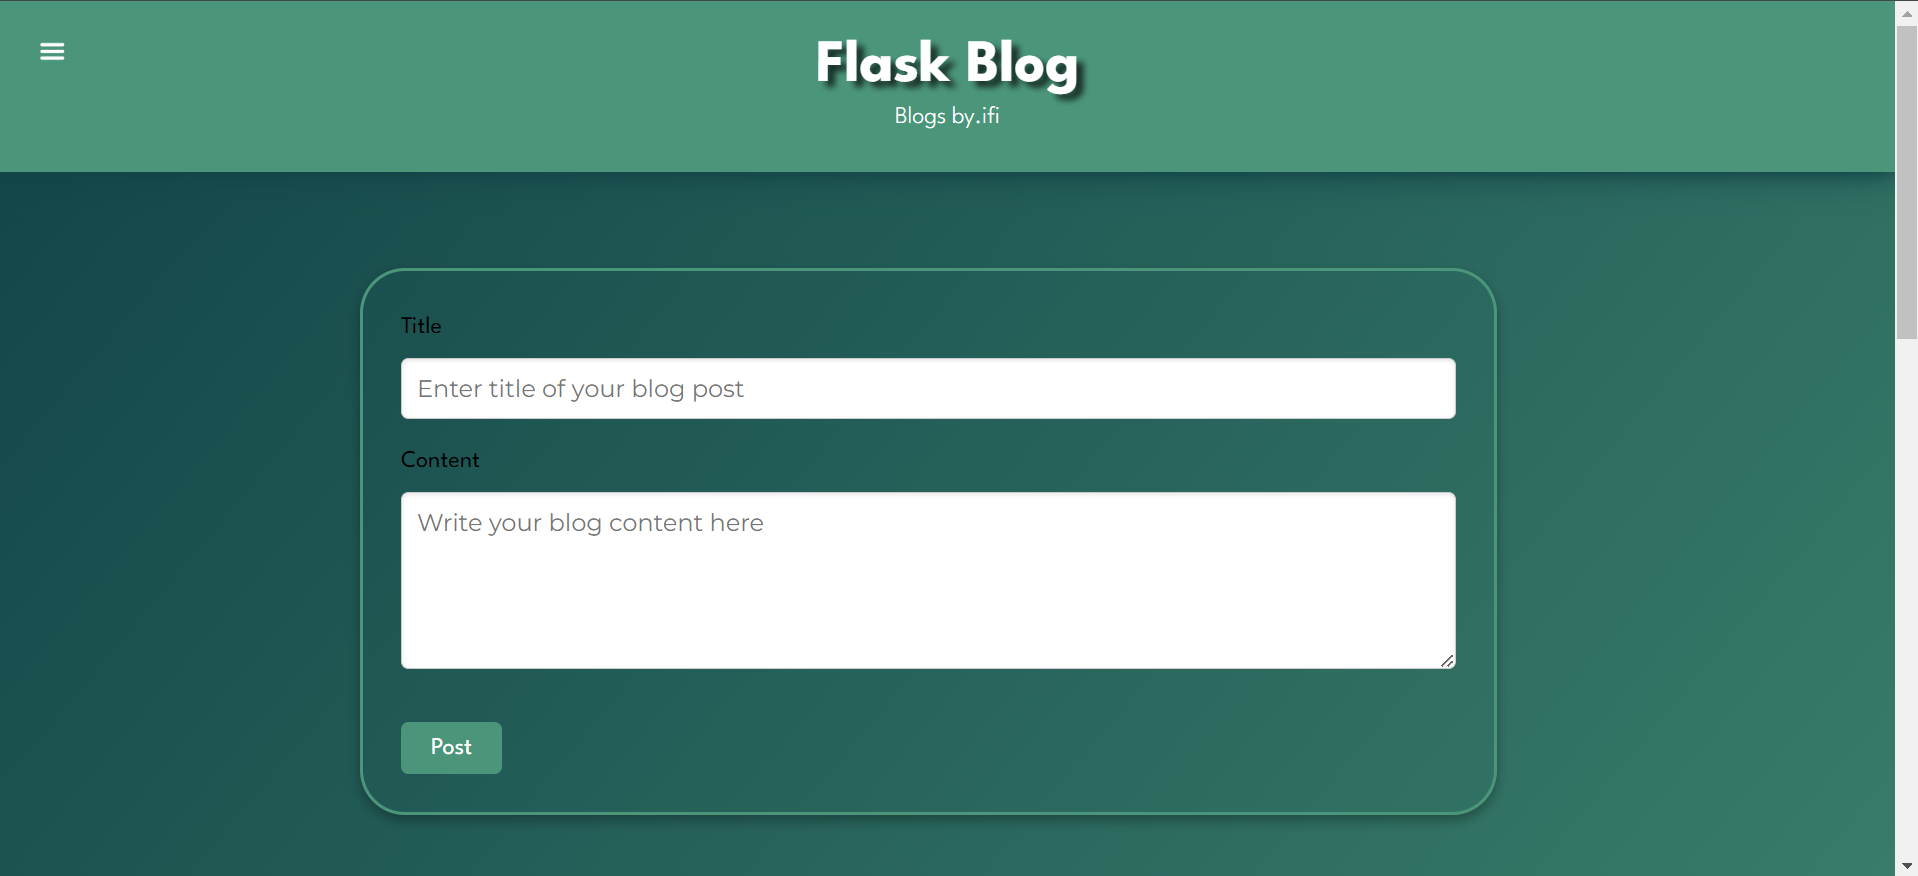 Flask Blog
Blogs by.ifi
Title
Enter title of your blog post
Content
Write your blog content here
Post